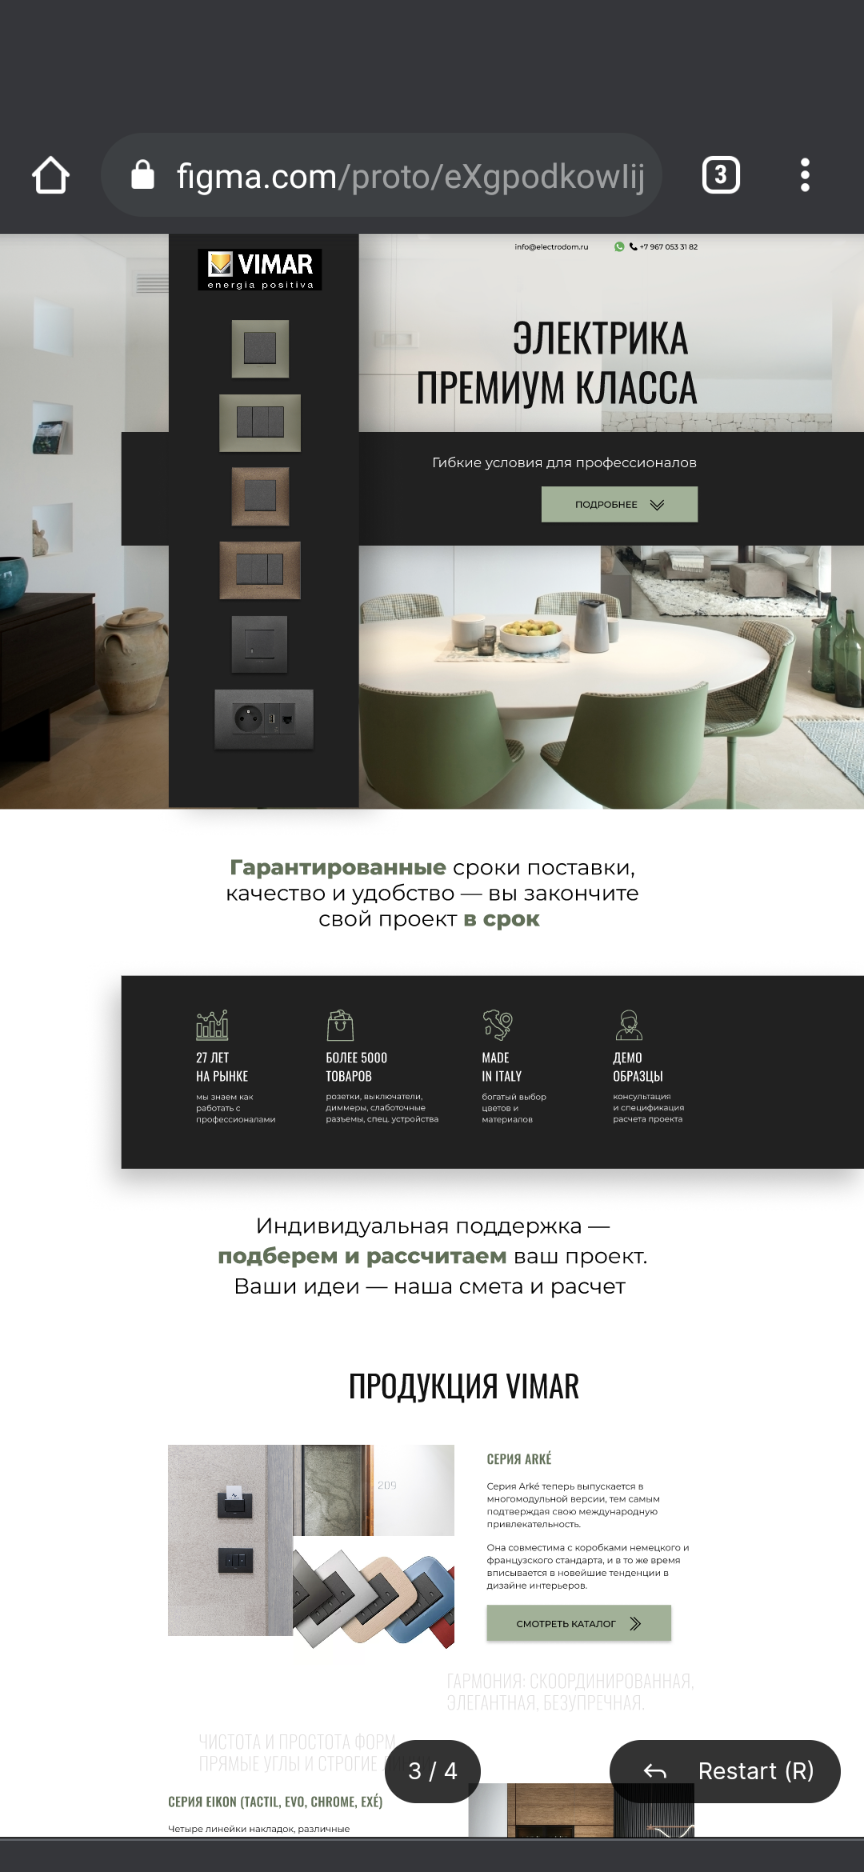 figma.com/proto/eXgpodkowIij
3
VIMAR
energia positiva
info@electrodom.ru
+7 967 053 31 82
ЭЛЕКТРИКА
ПРЕМИУМ КЛАССА
Гибкие условия для профессионалов
ПОДРОБНЕЕ
Гарантированные сроки поставки,
качество и удобство — вы закончите
свой проект в срок
27 ЛЕТ
НА РЫНКЕ
мы знаем как
работать с
профессионалами
БОЛЕЕ 5000
ТОВАРОВ
розетки, выключатели,
диммеры, слаботочные
разъемы, спец. устройства
MADE
IN ITALY
богатый выбор
цветов и
материалов
ДЕМО
ОБРАЗЦЫ
консультация
и спецификация
расчета проекта
Индивидуальная поддержка —
подберем и рассчитаем ваш проект.
Ваши идеи — наша смета и расчет
ПРОДУКЦИЯ VIMAR
209
СЕРИЯ ARKÉ
Серия Arké теперь выпускается в
многомодульной версии, тем самым
подтверждая свою международную
привлекательность.
Она совместима с коробками немецкого и
французского стандарта, и в то же время
вписывается в новейшие тенденции в
дизайне интерьеров.
СМОТРЕТЬ КАТАЛОГ
ГАРМОНИЯ: СКООРДИНИРОВАННАЯ,
ЭЛЕГАНТНАЯ, БЕЗУПРЕЧНАЯ.
ЧИСТОТА И ПРОСТОТА ФОРМ
ПРЯМЫЕ УГЛЫ И СТРОГИЕ
3 / 4
Restart (R)
СЕРИЯ EIKON (TACTIL, EVO, CHROME, EXÉ)
Четыре линейки накладок, различные